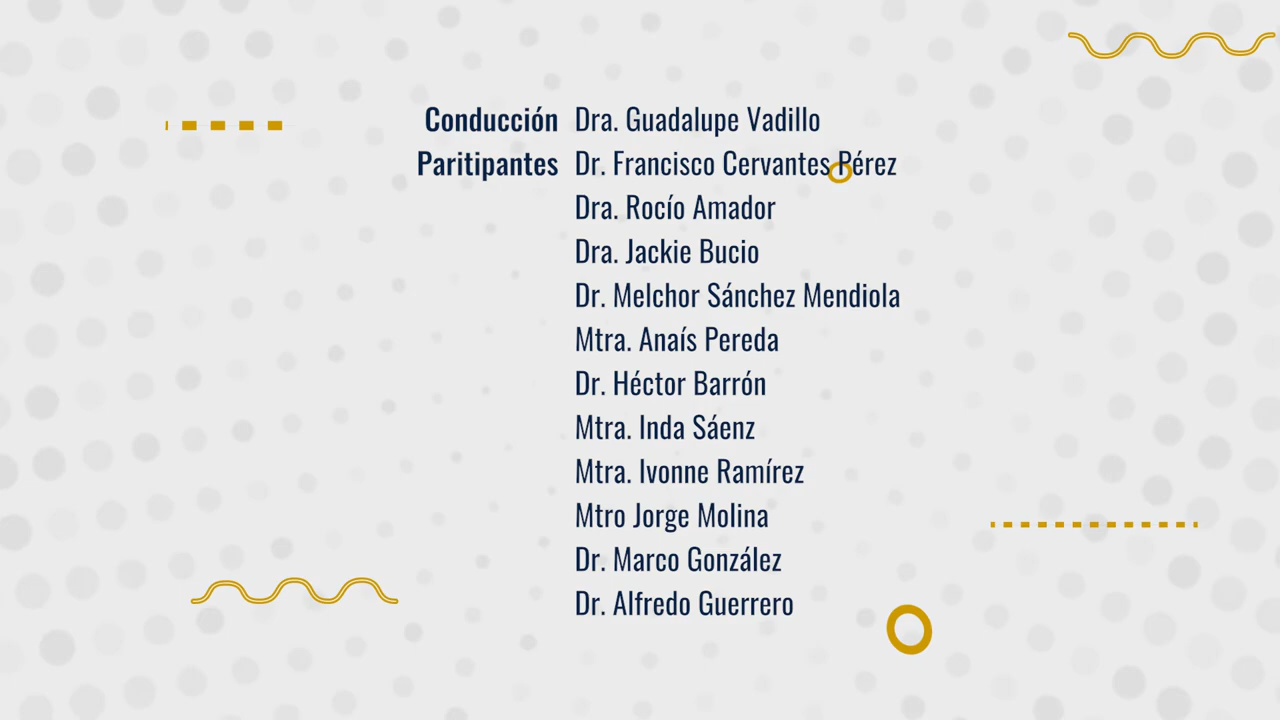 Conducción Dra. Guadalupe Vadillo
Paritipantes Dr. Francisco Cervantes Pérez
Dra. Rocío Amador
Dra. Jackie Bucio
Dr. Melchor Sánchez Mendiola
Mtra. Anaís Pereda
Dr. Héctor Barrón
Mtra. Inda Sáenz
Mtra. Ivonne Ramírez
Mtro Jorge Molina
Dr. Marco González
Dr. Alfredo Guerrero